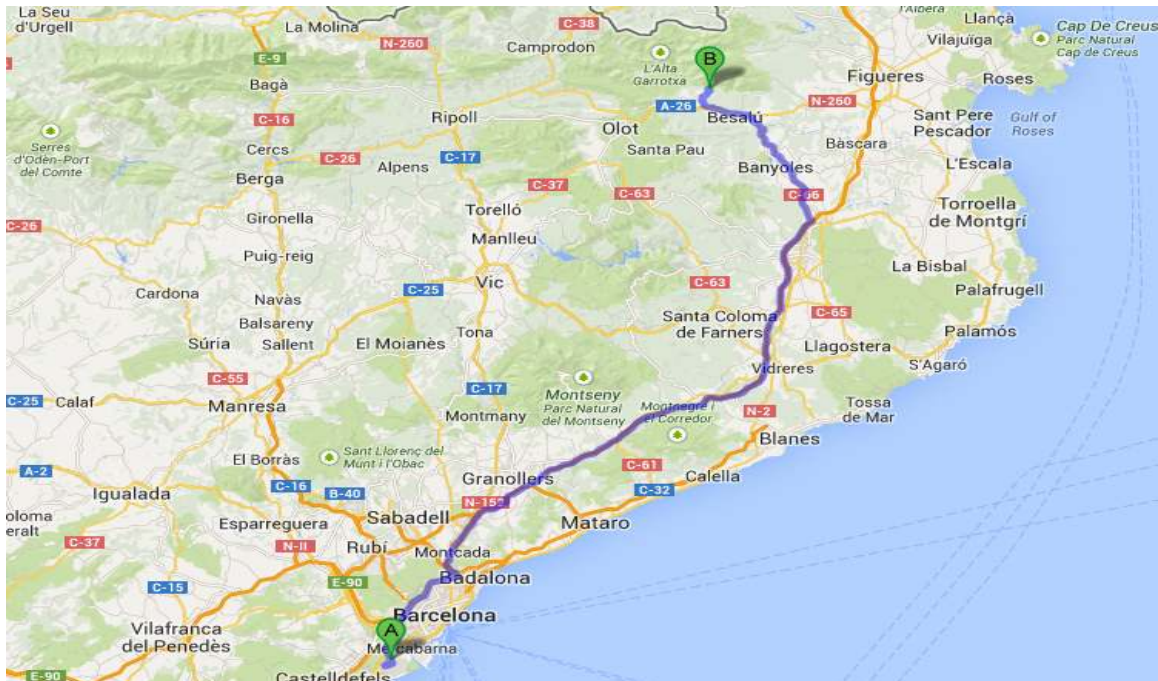 La Seu
d'Urgell
La Molina
N-260
C-38
l'Albera
Llançà
Cap De Creus
Parc Natural
Cap de Creus
Vilajuïga
E-9
Camprodon
L'Alta
Garrotxa
B
Figueres
Roses
Bagà
C-16
Ripoll
A-26
Besalú
N-260
Sant Pere
Pescador
Gulf of
Roses
Serres
d'Odèn-Port
del Comte
Cercs
C-26
Alpens
C-17
Olot
Santa Pau
Bàscara
L'Escala
Berga
C-37
C-63
Banyoles
C-66
C-26
Gironella
Torelló
Manlleu
Torroella
de Montgrí
Puig-reig
Vic
C-63
La Bisbal
Cardona
Navàs
C-25
Palafrugell
Balsareny
Súria
Sallent
El Moianès
Tona
Santa Coloma
de Farners
C-65
Palamós
Llagostera
S'Agaró
C-55
C-25
Calaf
Manresa
C-17
Montseny
Parc Natural
del Montseny
Vidreres
Montmany
Montnegre i
el Corredor
N-2
Tossa
de Mar
Blanes
A-2
El Borràs
Sant Llorenç del
Munt i l'Obac
C-61
Calella
Igualada
C-16
B-40
Granollers
C-32
N-152
Esparreguera
Sabadell
Mataro
C-37
N-II
Rubí
Montcada
C-15
E-90
Badalona
Barcelona
Vilafranca
del Penedès
A
E-90
Castelldefels